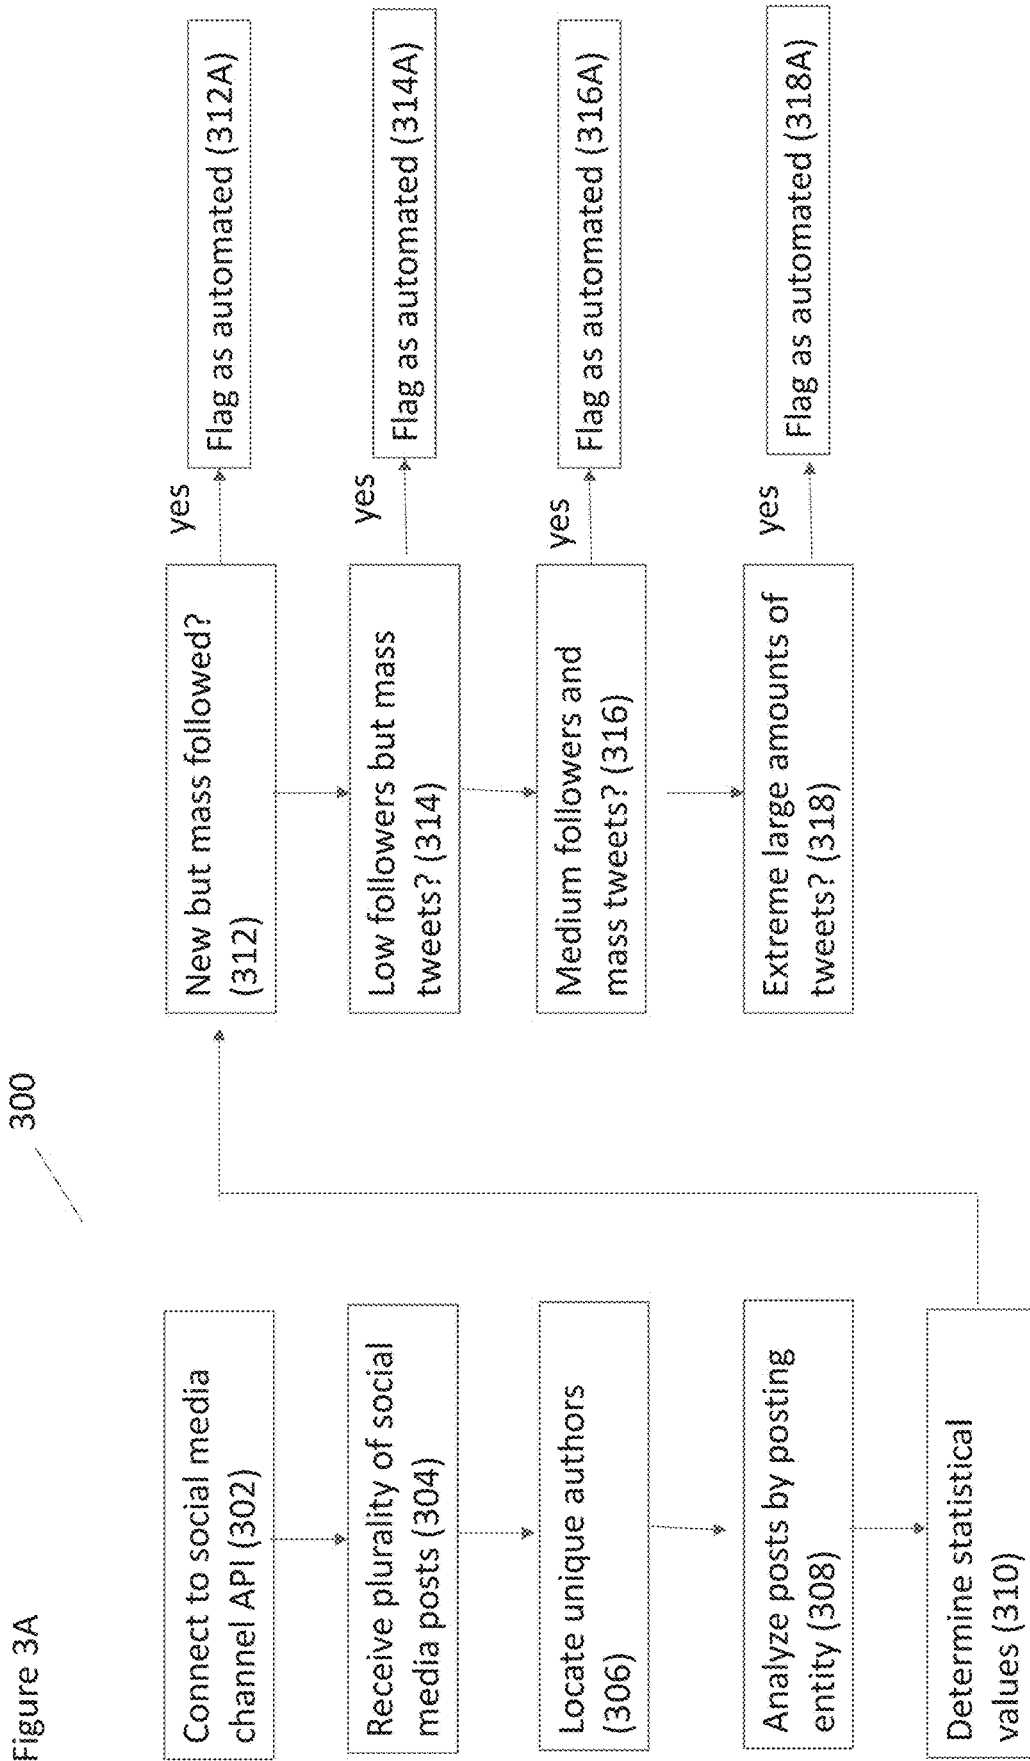 Figure 3A
300
Connect to social media
channel API (302)
Receive plurality of social
media posts (304)
Locate unique authors
(306)
Analyze posts by posting
entity (308)
Determine statistical
values (310)
New but mass followed?
(312)
yes
Flag as automated (312A)
Low followers but mass
tweets? (314)
yes
Flag as automated (314A)
Medium followers and
mass tweets? (316)
yes
Flag as automated (316A)
Extreme large amounts of
tweets? (318)
yes
Flag as automated (318A)